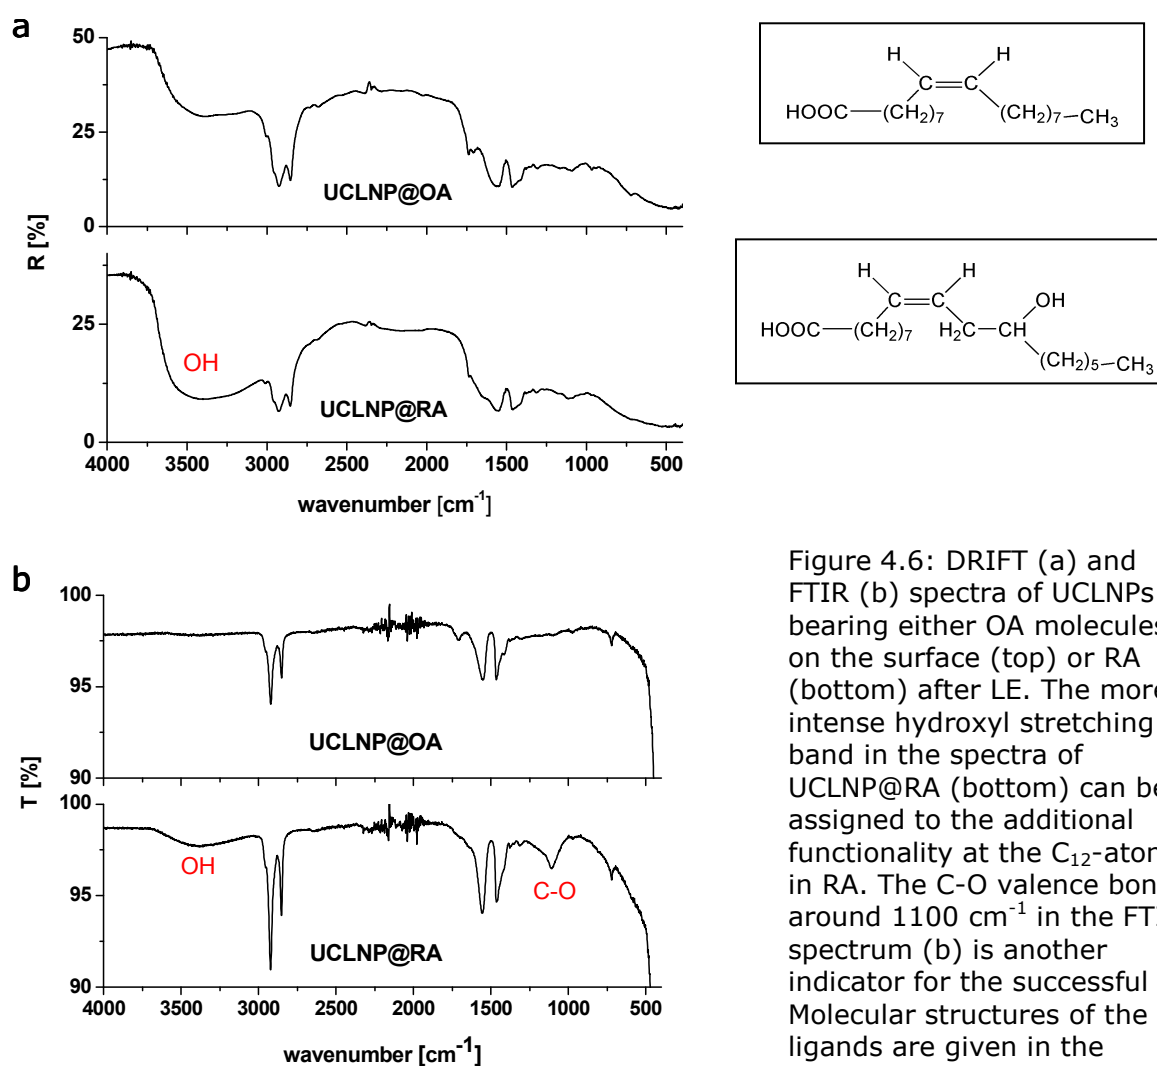 a
50
25
0
UCLNP@OA
R [%]
25
0
OH
UCLNP@RA
4000 3500 3000 2500 2000 1500 1000 500
wavenumber [cm-1]
H H
C=C
HOOC (CH2)7 (CH2)7 CH3
H H
C=C OH
HOOC (CH2)7 H2C CH
(CH2)5 CH3
b
100
95
90
UCLNP@OA
T [%]
100
95
90
OH
C-O
UCLNP@RA
4000 3500 3000 2500 2000 1500 1000 500
wavenumber [cm-1]
Figure 4.6: DRIFT (a) and
FTIR (b) spectra of UCLNPs
bearing either OA molecules
on the surface (top) or RA
(bottom) after LE. The more
intense hydroxyl stretching
band in the spectra of
UCLNP@RA (bottom) can be
assigned to the additional
functionality at the C12-atom
in RA. The C-O valence bon
around 1100 cm-1 in the FTI
spectrum (b) is another
indicator for the successful
Molecular structures of the
ligands are given in the